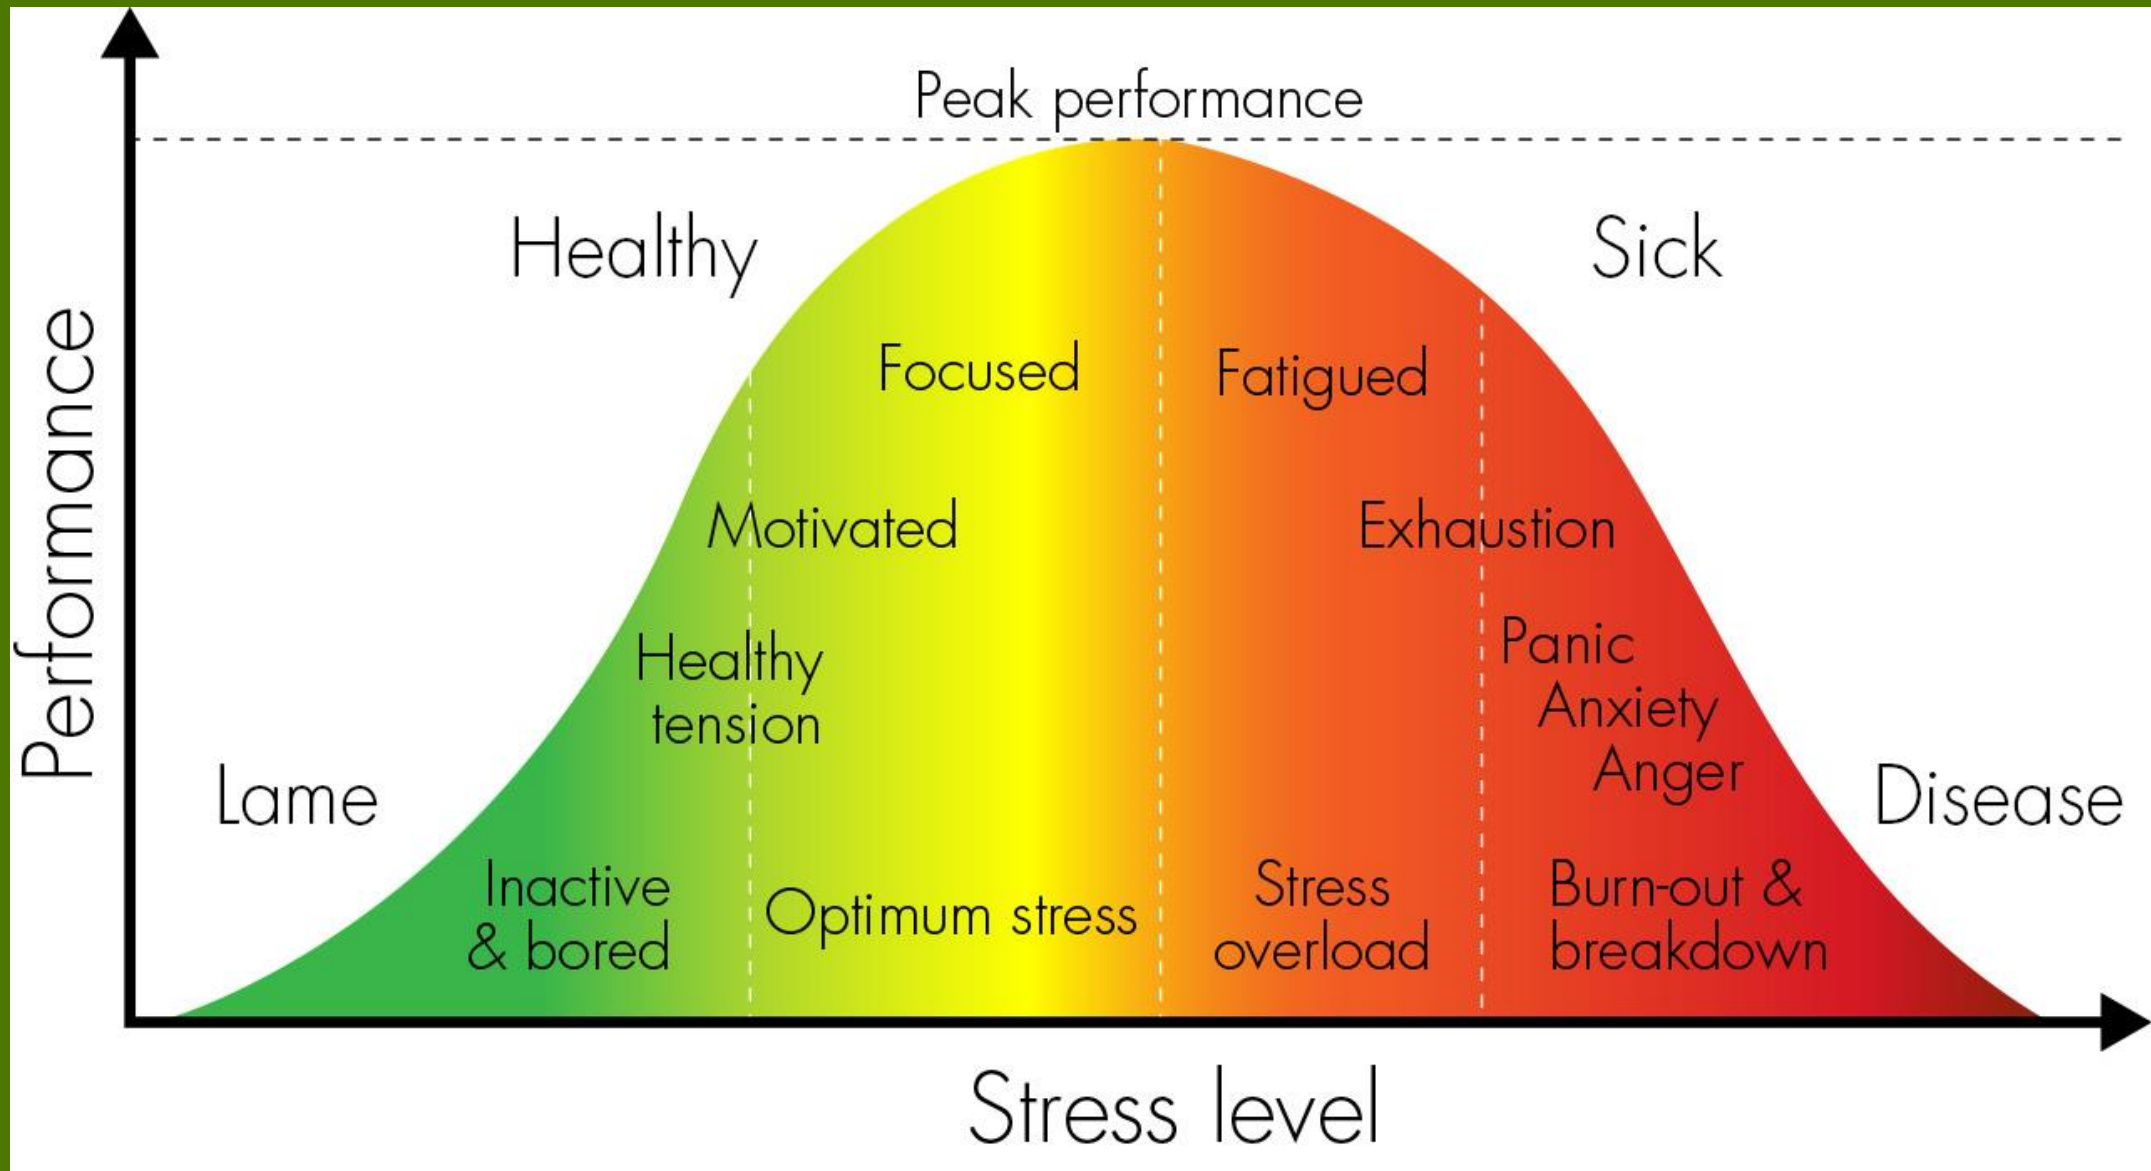 Peak performance
Healthy
Sick
Focused
Fatigued
Motivated
Exhaustion
Healthy
tension
Panic
Anxiety
Anger
Lame
Disease
Inactive
& bored
Optimum stress
Stress
overload
Burn-out &
breakdown
Performance
Stress level